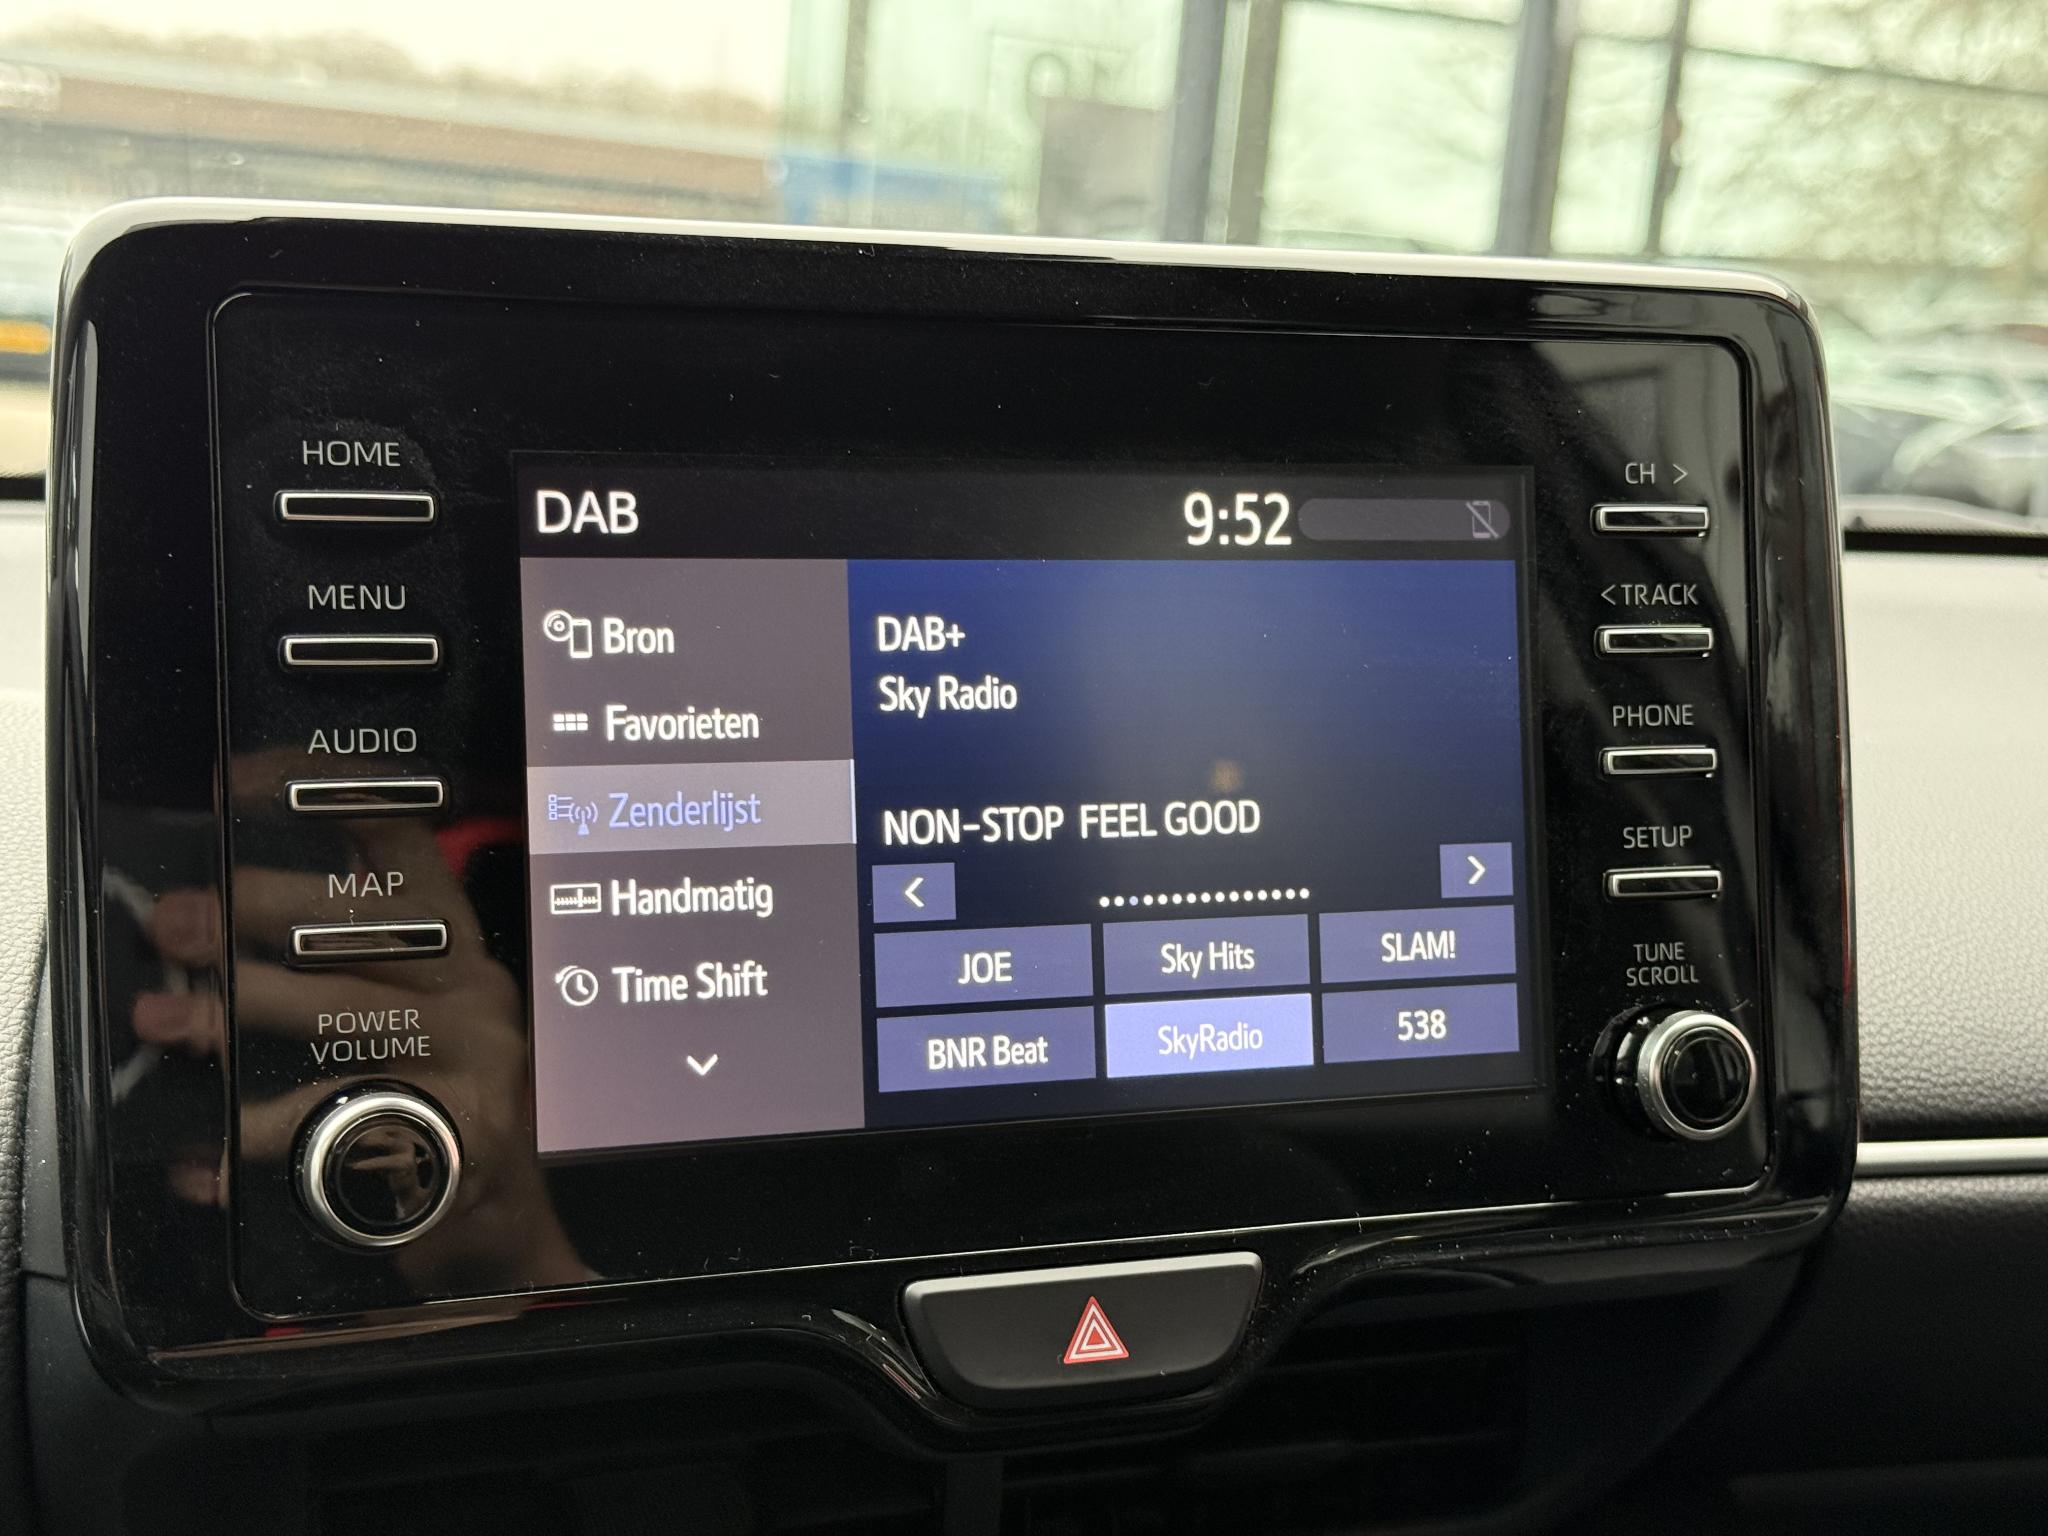 HOME
MENU
AUDIO
MAP
POWER
VOLUME
DAB
9:52
Bron
Favorieten
Zenderlijst
Handmatig
Time Shift
DAB+
Sky Radio
NON-STOP FEEL GOOD
< >
JOE Sky Hits SLAM!
BNR Beat SkyRadio 538
CH >
< TRACK
PHONE
SETUP
TUNE
SCROLL